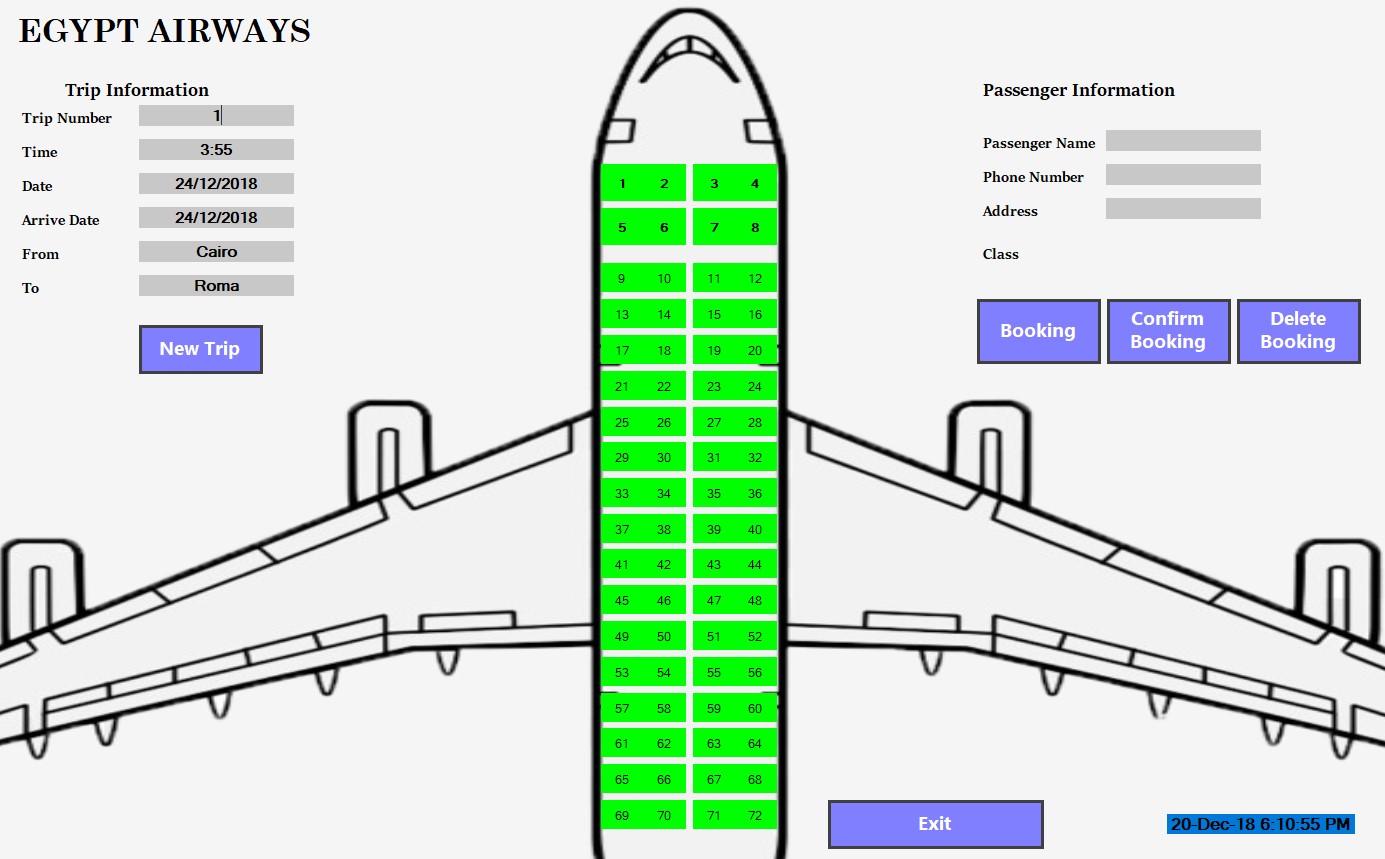 EGYPT AIRWAYS
Trip Information
Trip Number 1
Time 3:55
Date 24/12/2018
Arrive Date 24/12/2018
From Cairo
To Roma
New Trip
1 2 3 4
5 6 7 8
9 10 11 12
13 14 15 16
17 18 19 20
21 22 23 24
25 26 27 28
29 30 31 32
33 34 35 36
37 38 39 40
41 42 43 44
45 46 47 48
49 50 51 52
53 54 55 56
57 58 59 60
61 62 63 64
65 66 67 68
69 70 71 72
Passenger Information
Passenger Name
Phone Number
Address
Class
Booking
Confirm
Booking
Delete
Booking
Exit
20-Dec-18 6:10:55 PM